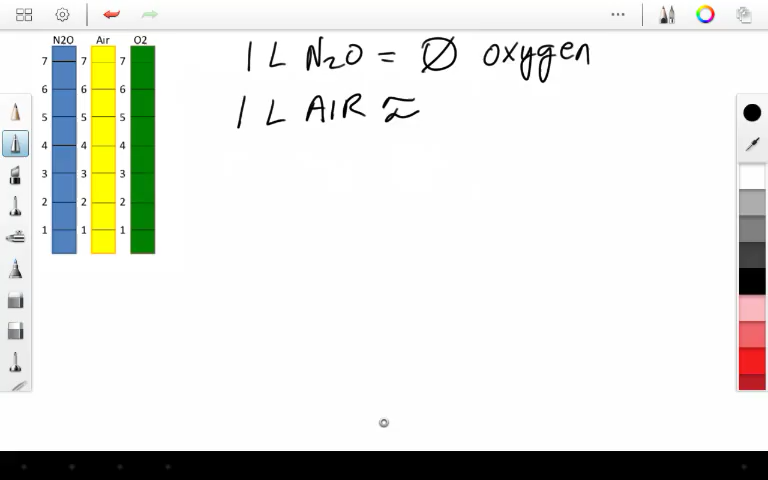 N2O Air O2
7 7 7
6 6 6
5 5 5
4 4 4
3 3 3
2 2 2
1 1 1
1 L N2O = Ø oxygen
1 L AIR ≈